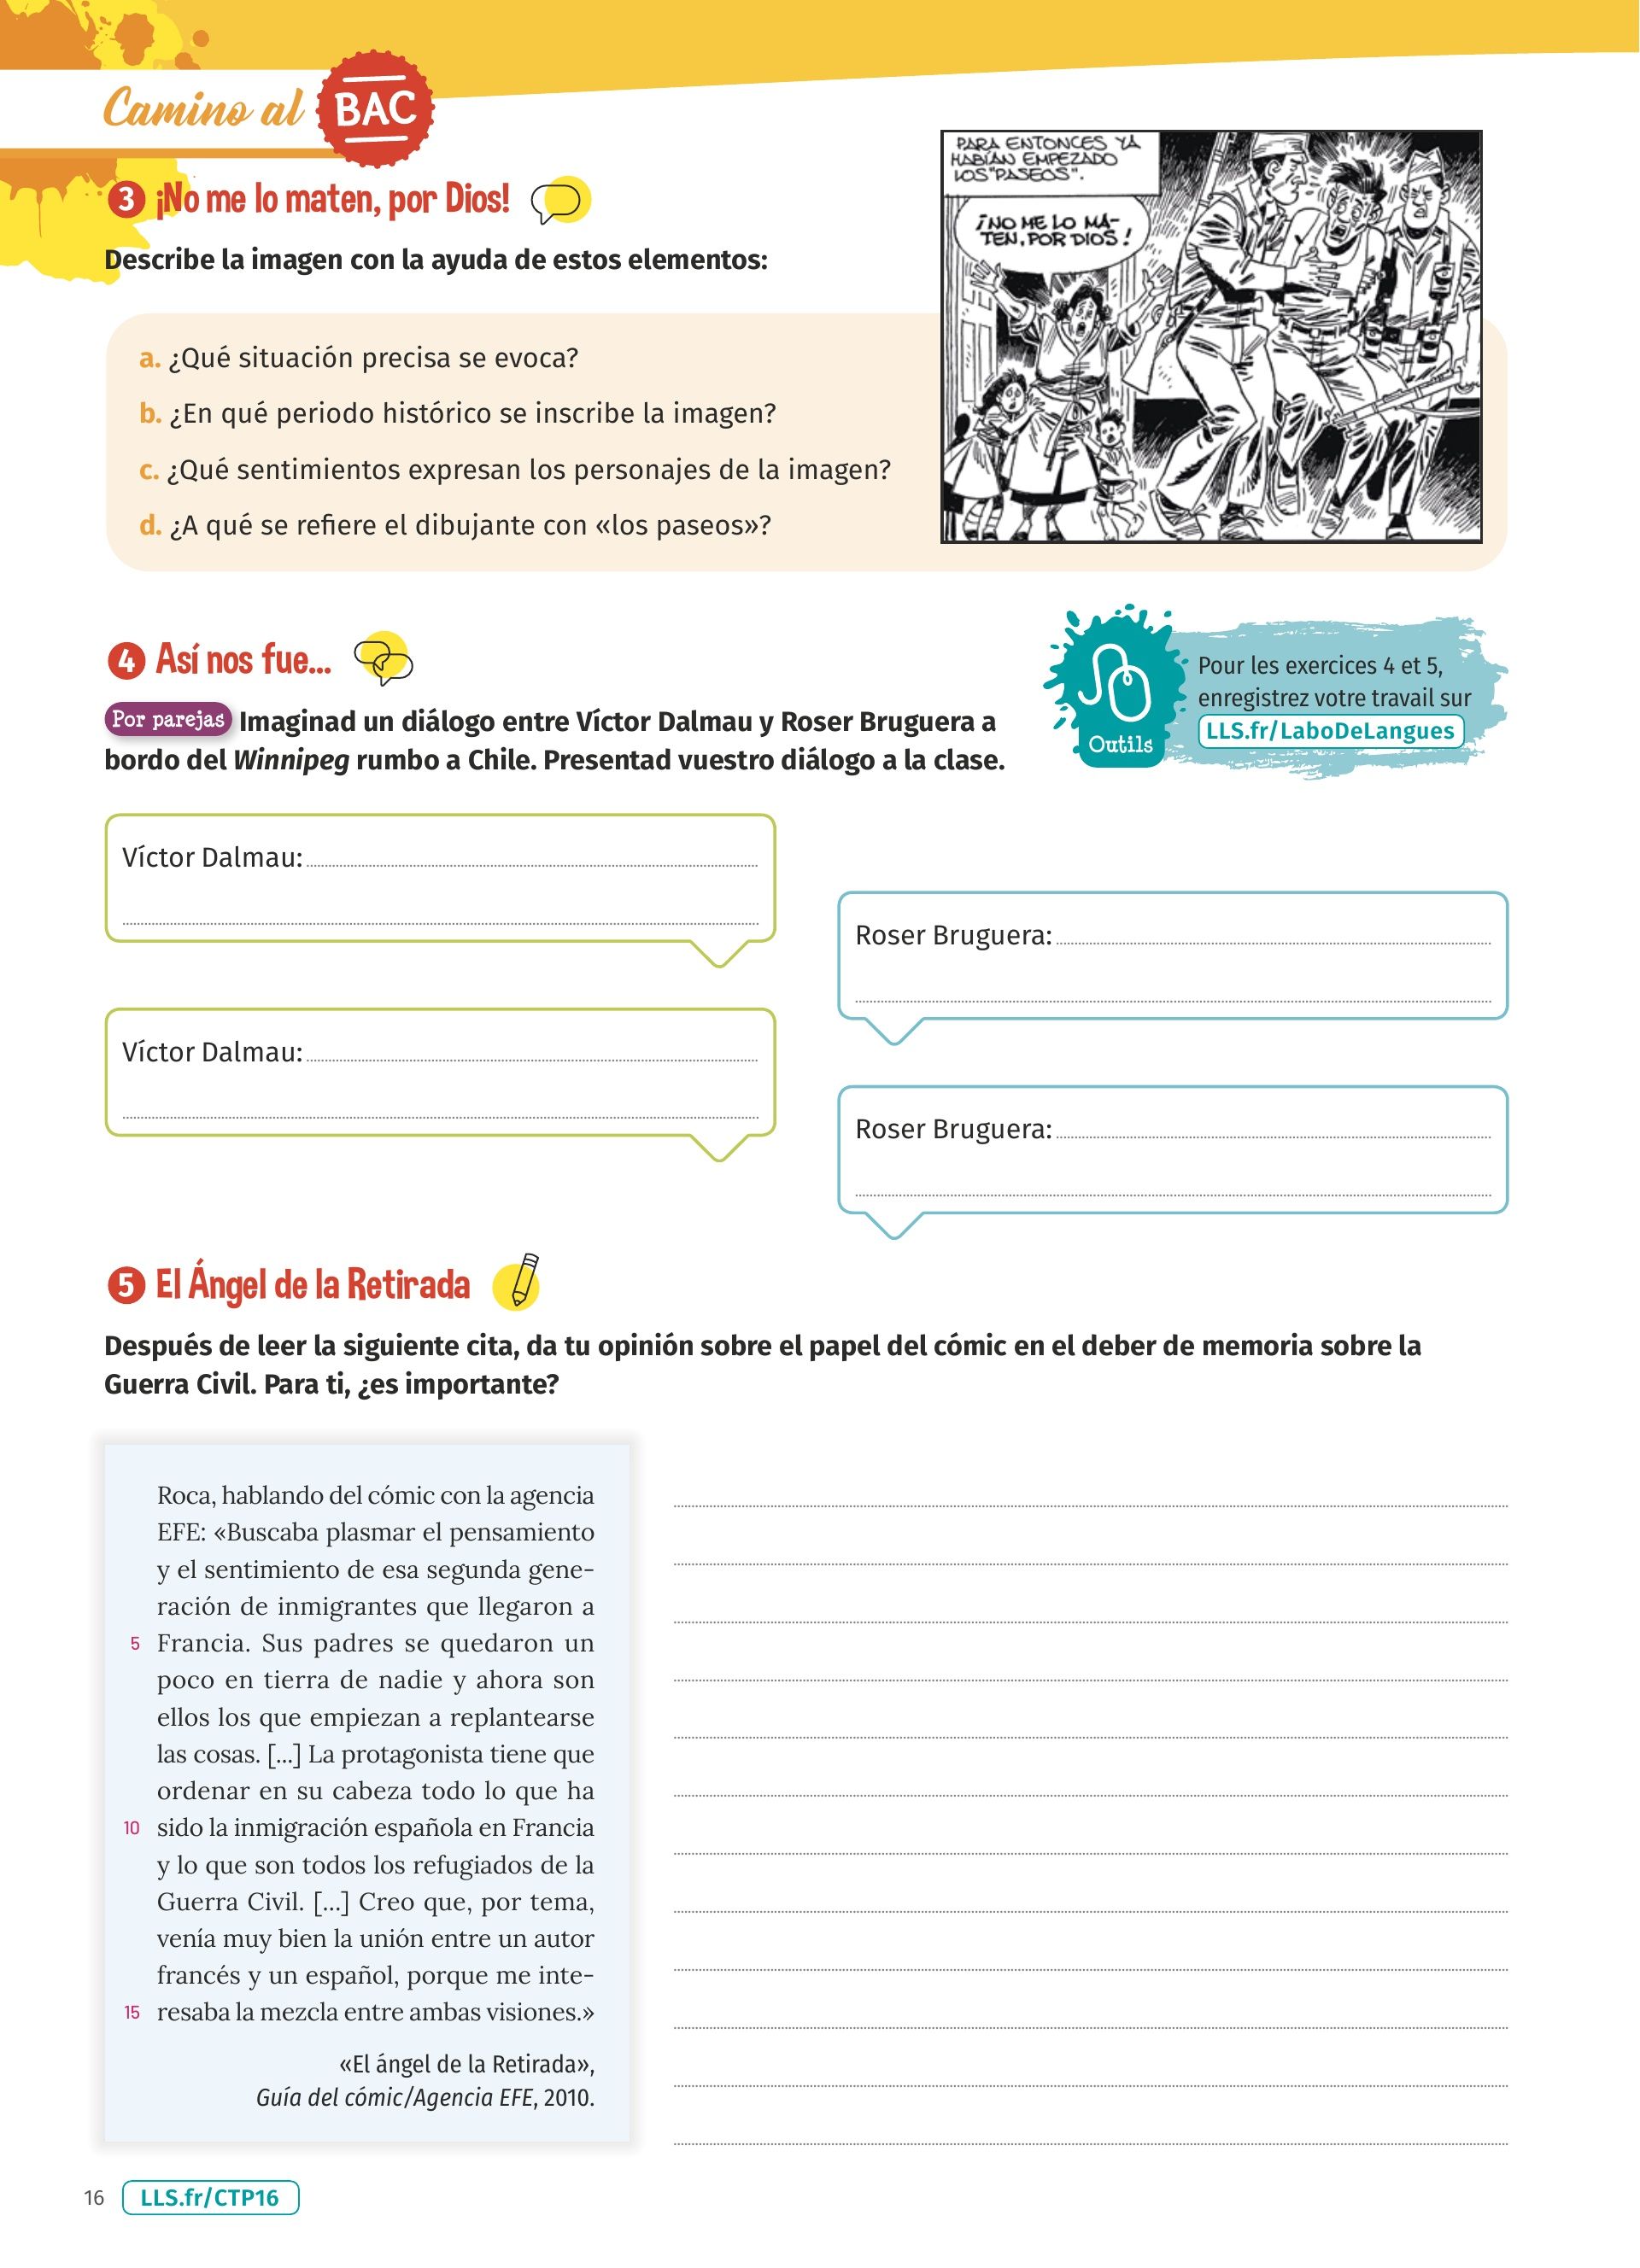 Camino al BAC
PARA ENTONCES YA
HABÍAN EMPEZADO
LOS "PASEOS".
¡NO ME LO MA-
TEN, POR DIOS!
3 ¡No me lo maten, por Dios!
Describe la imagen con la ayuda de estos elementos:
a. ¿Qué situación precisa se evoca?
b. ¿En qué periodo histórico se inscribe la imagen?
c. ¿Qué sentimientos expresan los personajes de la imagen?
d. ¿A qué se refiere el dibujante con «los paseos»?
4 Así nos fue...
Por parejas Imaginad un diálogo entre Víctor Dalmau y Roser Bruguera a
bordo del Winnipeg rumbo a Chile. Presentad vuestro diálogo a la clase.
Outils
Pour les exercices 4 et 5,
enregistrez votre travail sur
LLS.fr/LaboDeLangues
Víctor Dalmau:
Roser Bruguera:
Víctor Dalmau:
Roser Bruguera:
5 El Ángel de la Retirada
Después de leer la siguiente cita, da tu opinión sobre el papel del cómic en el deber de memoria sobre la
Guerra Civil. Para ti, ¿es importante?
Roca, hablando del cómic con la agencia
EFE: «Buscaba plasmar el pensamiento
y el sentimiento de esa segunda gene-
ración de inmigrantes que llegaron a
5 Francia. Sus padres se quedaron un
poco en tierra de nadie y ahora son
ellos los que empiezan a replantearse
las cosas. [...] La protagonista tiene que
ordenar en su cabeza todo lo que ha
10 sido la inmigración española en Francia
y lo que son todos los refugiados de la
Guerra Civil. [...] Creo que, por tema,
venía muy bien la unión entre un autor
francés y un español, porque me inte-
15 resaba la mezcla entre ambas visiones.»
«El ángel de la Retirada»,
Guía del cómic/Agencia EFE, 2010.
16 LLS.fr/CTP16